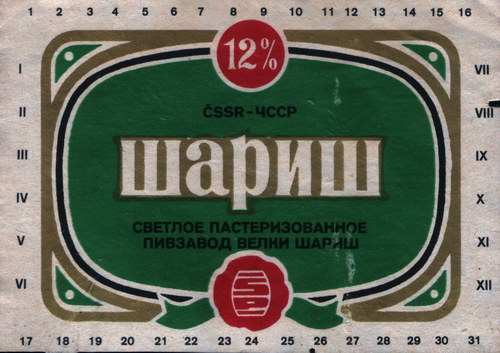 1 2 3 4 5 6 7 8 9 10 11 12 13 14 15 16
12%
I VII
ČSSR-ЧССР
II VIII
шариш
III IX
IV X
СВЕТЛОЕ ПАСТЕРИЗОВАННОЕ
V XI
ПИВЗАВОД ВЕЛКИ ШАРИШ
VI XII
17 18 19 20 21 22 23 24 25 26 27 28 29 30 31